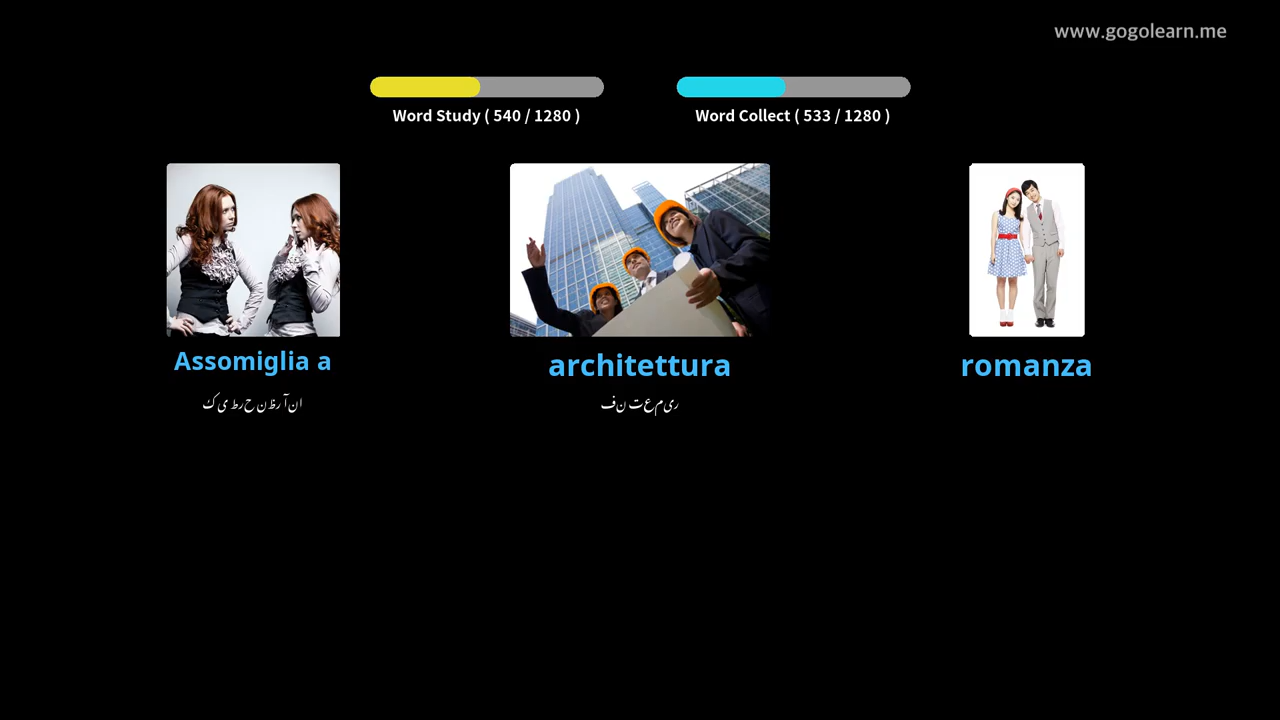 www.gogolearn.me
Word Study ( 540 / 1280 )
Word Collect ( 533 / 1280 )
Assomiglia a
architettura
romanza
کی طرح نظر آنا
فن تعمیر